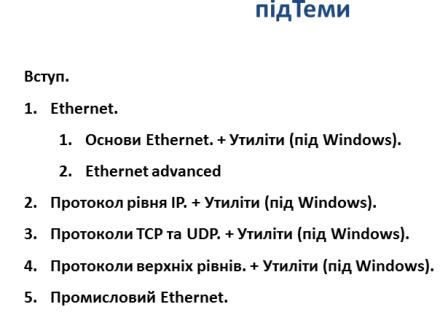 підТеми
Вступ.
1. Ethernet.
1. Основи Ethernet. + Утиліти (під Windows).
2. Ethernet advanced
2. Протокол рівня IP. + Утиліти (під Windows).
3. Протоколи TCP та UDP. + Утиліти (під Windows).
4. Протоколи верхніх рівнів. + Утиліти (під Windows).
5. Промисловий Ethernet.